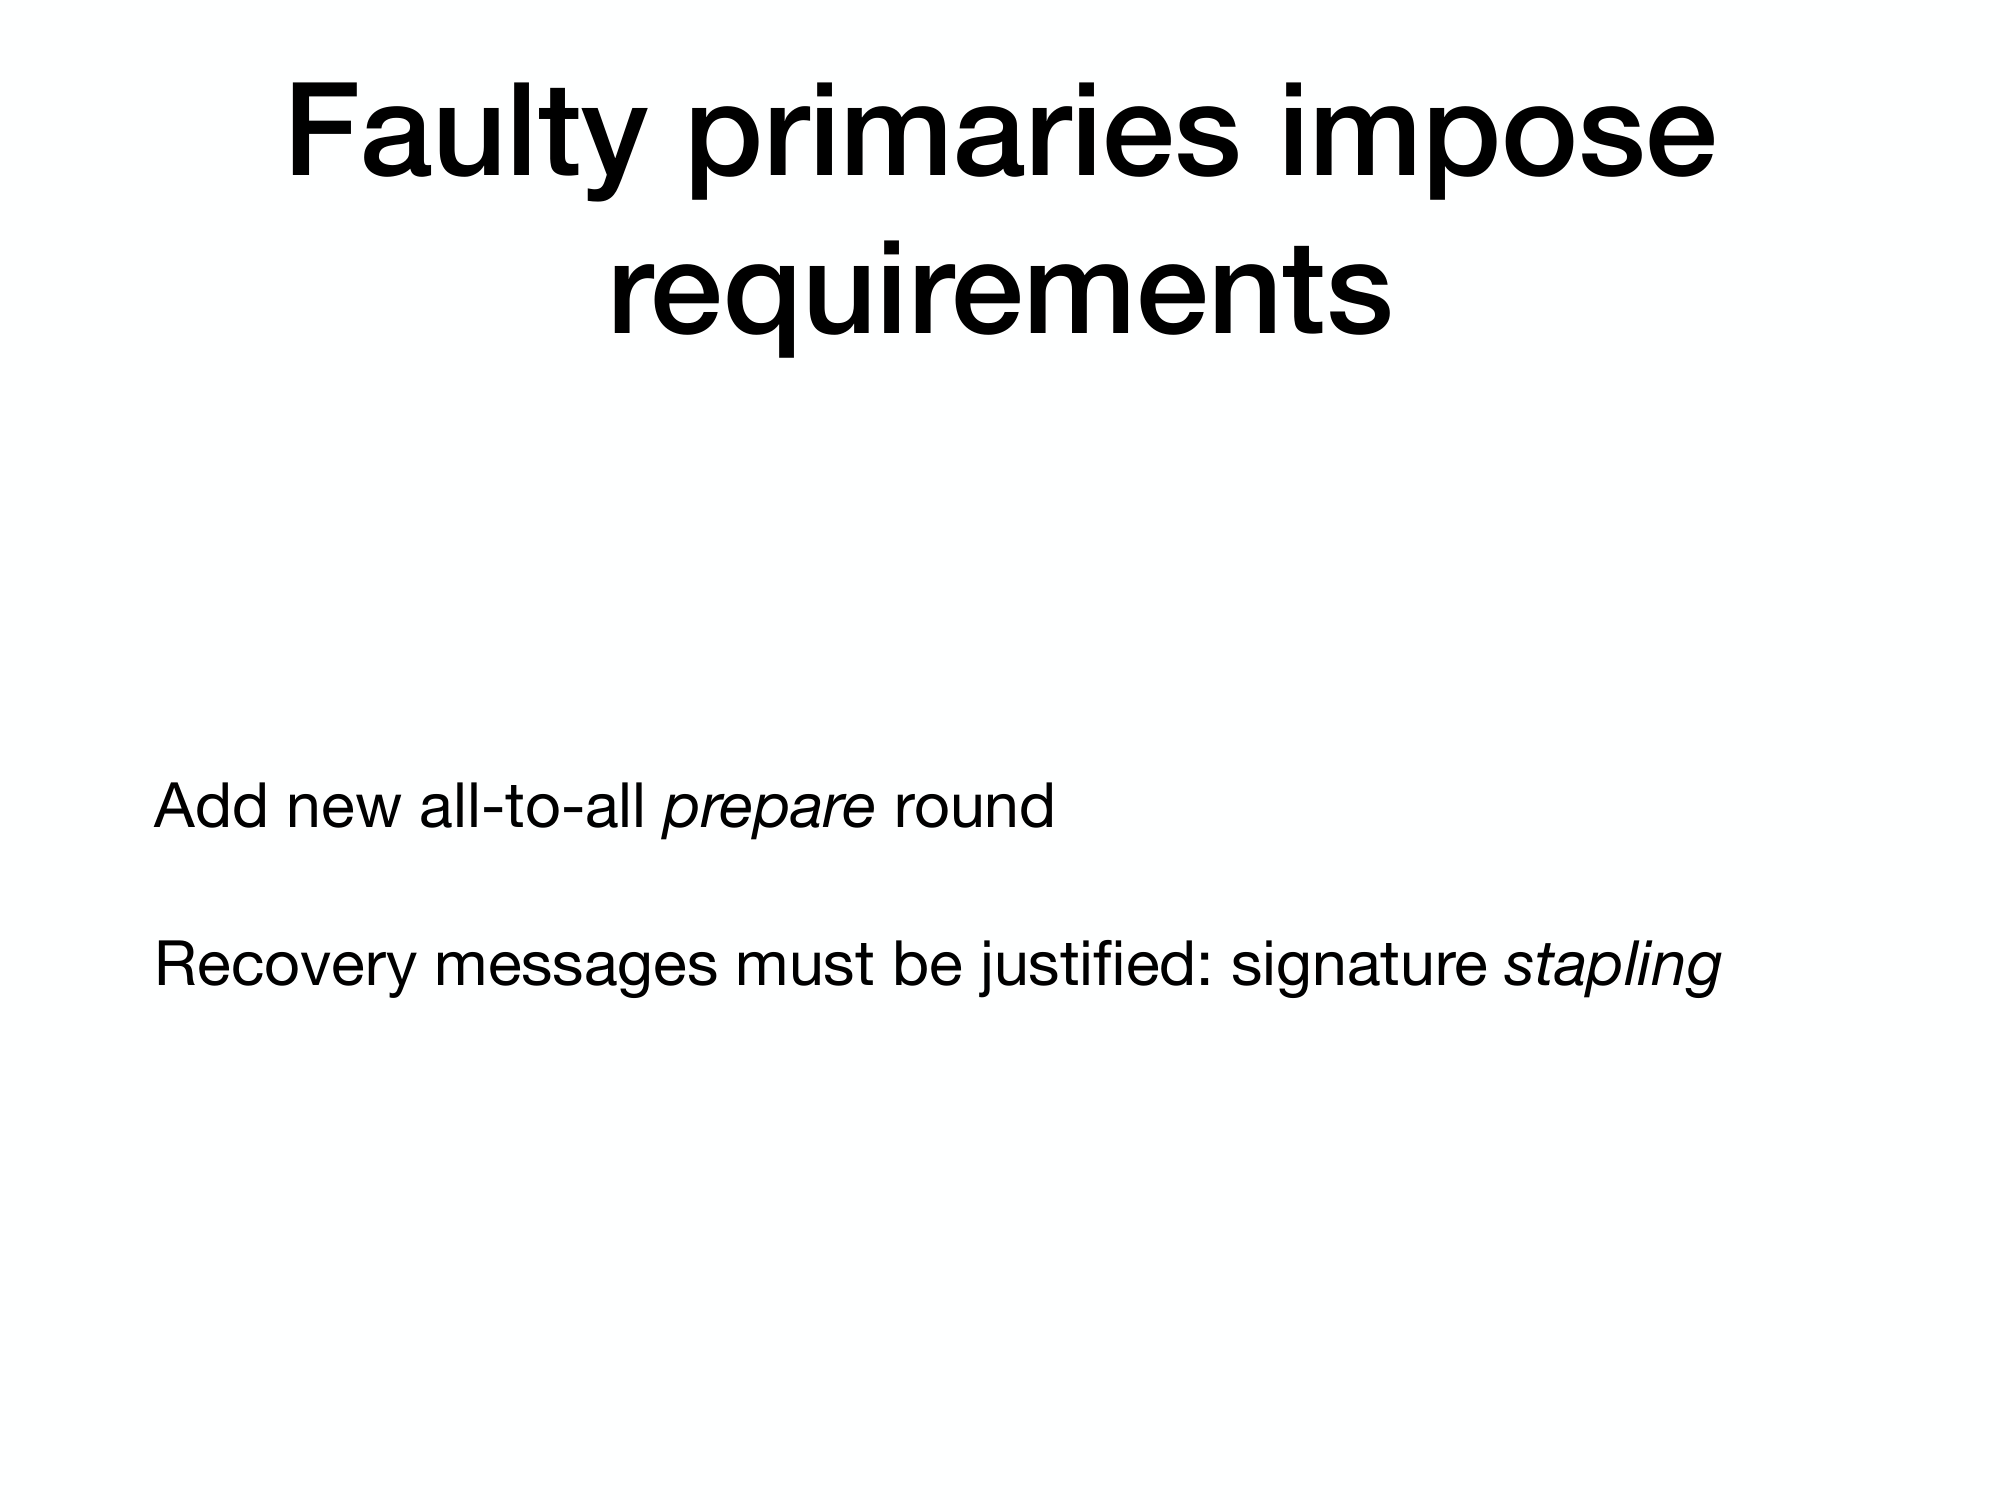 Faulty primaries impose
requirements
Add new all-to-all prepare round
Recovery messages must be justified: signature stapling